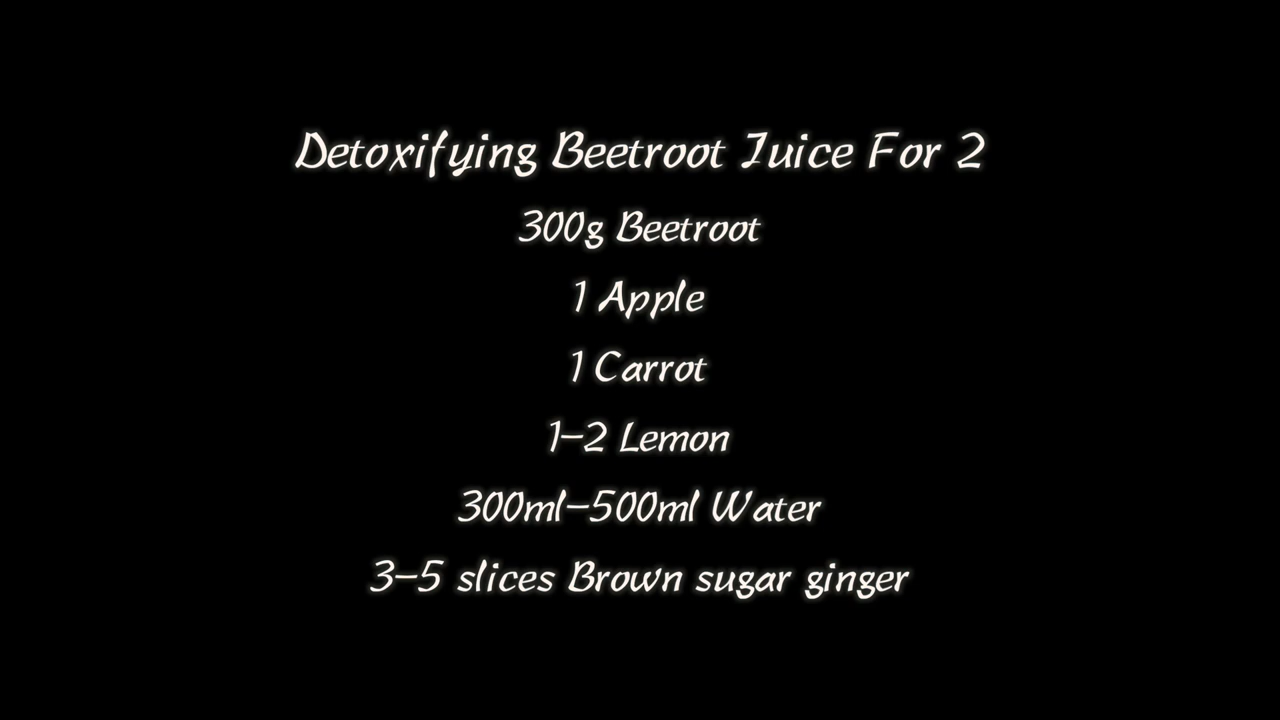 Detoxifying Beetroot Juice For 2
300g Beetroot
1 Apple
1 Carrot
1-2 Lemon
300ml-500ml Water
3-5 slices Brown sugar ginger